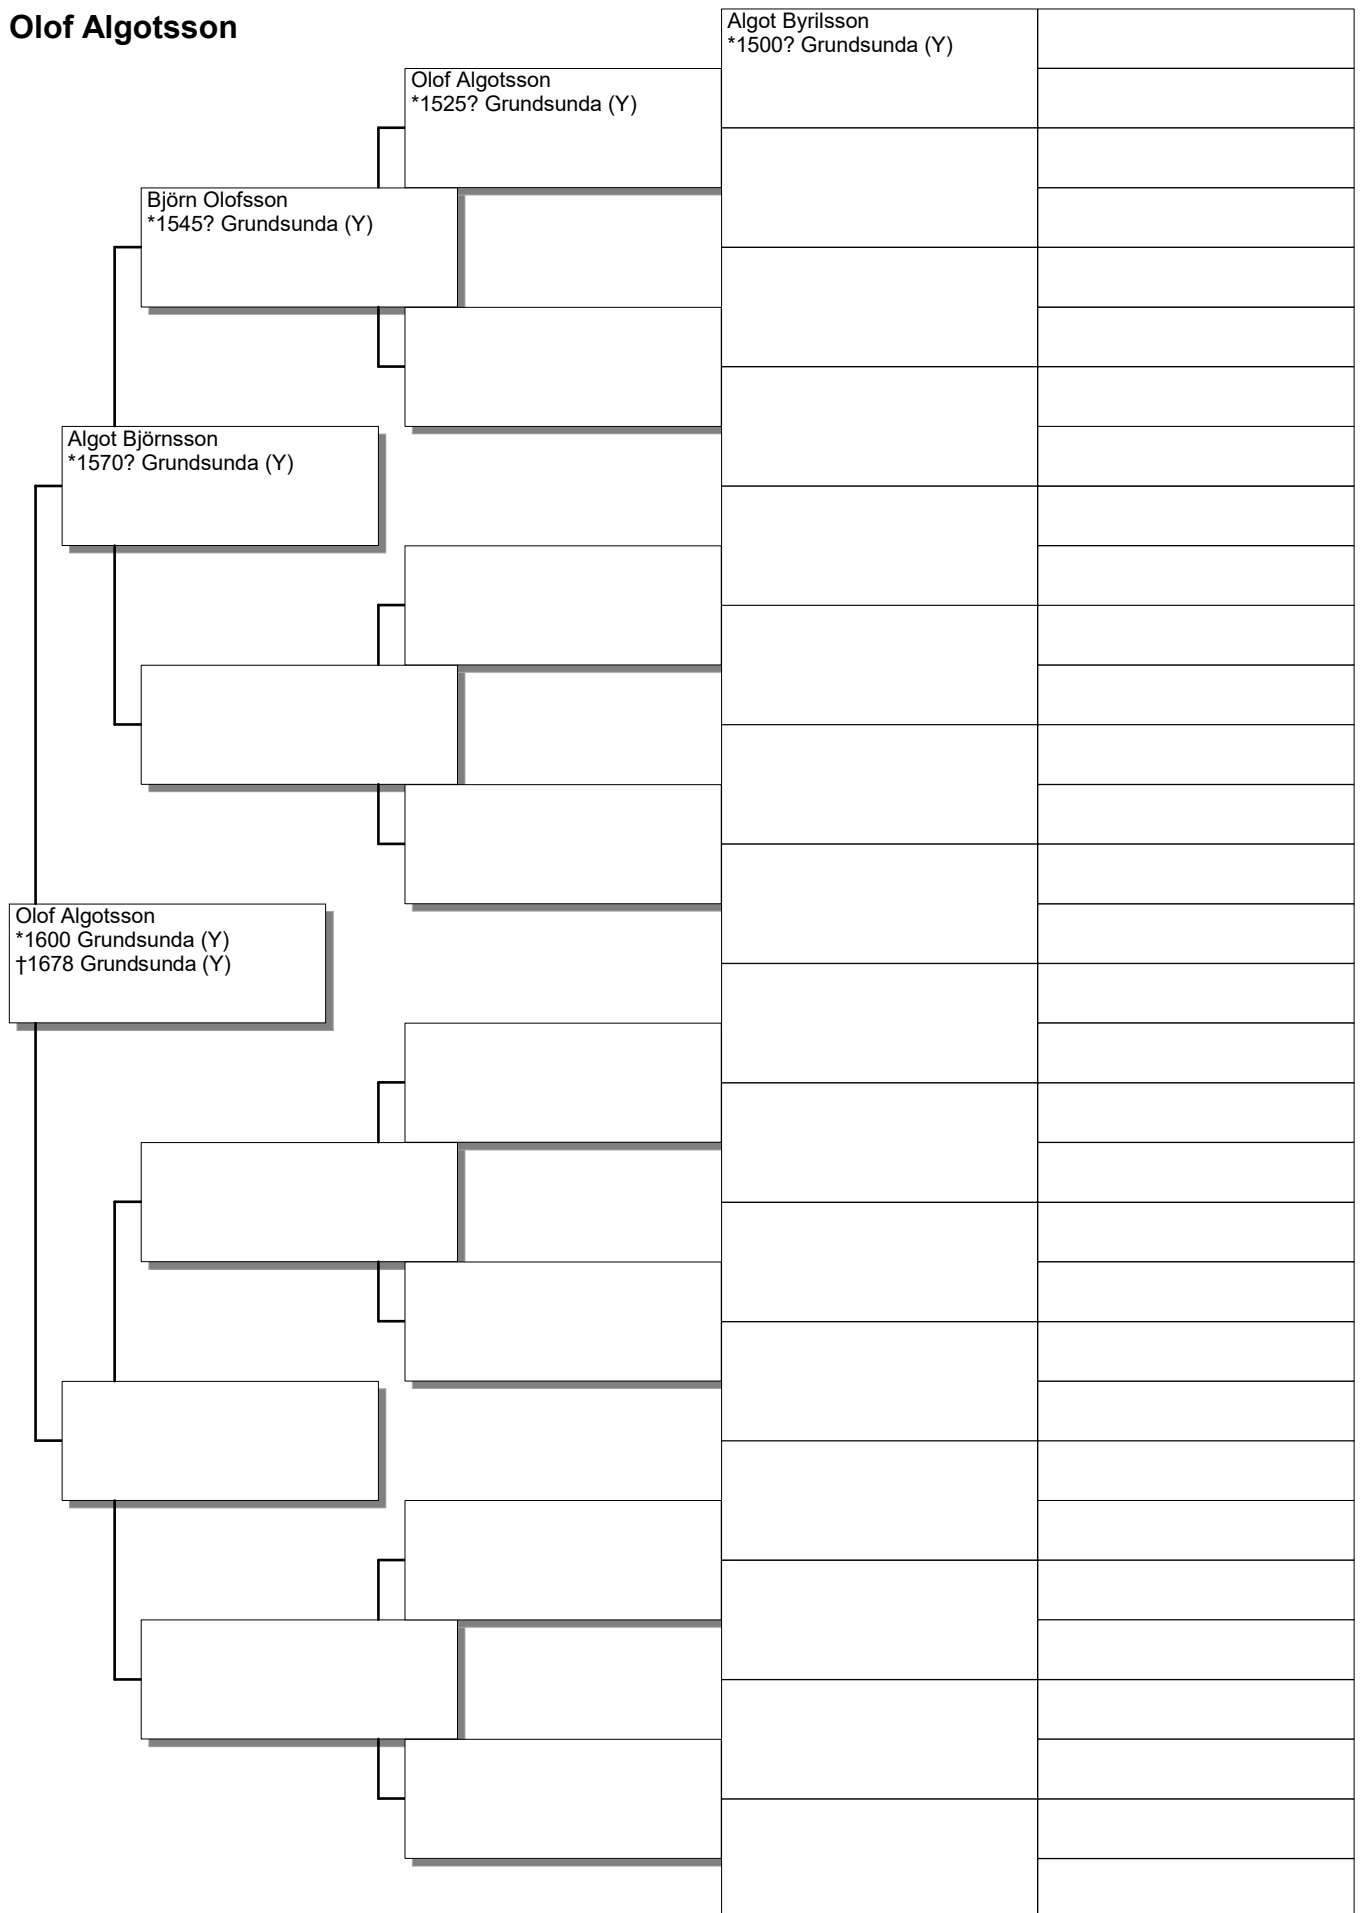 Olof Algotsson
Algot Byrilsson
*1500? Grundsunda (Y)
Olof Algotsson
*1525? Grundsunda (Y)
Björn Olofsson
*1545? Grundsunda (Y)
Algot Björnsson
*1570? Grundsunda (Y)
Olof Algotsson
*1600 Grundsunda (Y)
†1678 Grundsunda (Y)